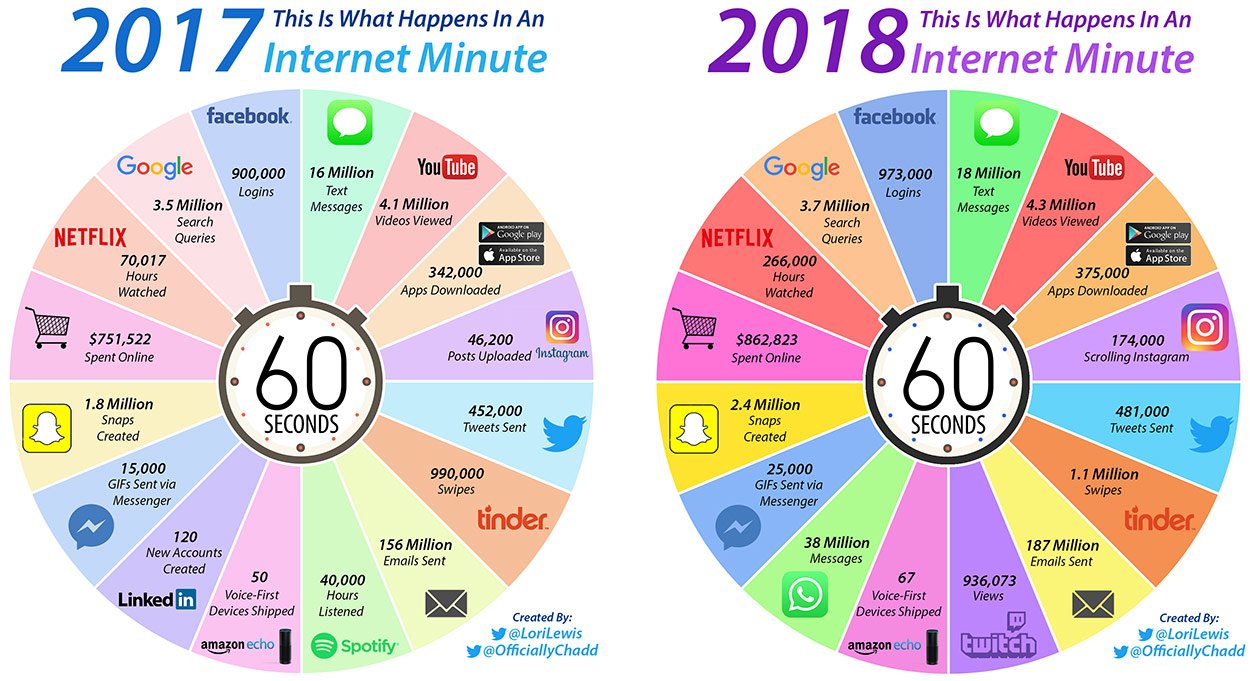 2017 This Is What Happens In An
Internet Minute
facebook
900,000
Logins
16 Million
Text
Messages
YouTube
4.1 Million
Videos Viewed
ANDROID APP ON
Google play
Available on the
App Store
342,000
Apps Downloaded
46,200
Posts Uploaded
Instagram
452,000
Tweets Sent
990,000
Swipes
tinder
156 Million
Emails Sent
40,000
Hours
Listened
Spotify
50
Voice-First
Devices Shipped
amazon echo
120
New Accounts
Created
Linked in
15,000
GIFs Sent via
Messenger
1.8 Million
Snaps
Created
$751,522
Spent Online
NETFLIX
70,017
Hours
Watched
Google
3.5 Million
Search
Queries
60
SECONDS
Created By:
@LoriLewis
@OfficiallyChadd
2018 This Is What Happens In An
Internet Minute
facebook
973,000
Logins
18 Million
Text
Messages
YouTube
4.3 Million
Videos Viewed
ANDROID APP ON
Google play
Available on the
App Store
375,000
Apps Downloaded
174,000
Scrolling Instagram
481,000
Tweets Sent
1.1 Million
Swipes
tinder
187 Million
Emails Sent
936,073
Views
twitch
67
Voice-First
Devices Shipped
amazon echo
38 Million
Messages
25,000
GIFs Sent via
Messenger
2.4 Million
Snaps
Created
$862,823
Spent Online
NETFLIX
266,000
Hours
Watched
Google
3.7 Million
Search
Queries
60
SECONDS
Created By:
@LoriLewis
@OfficiallyChadd